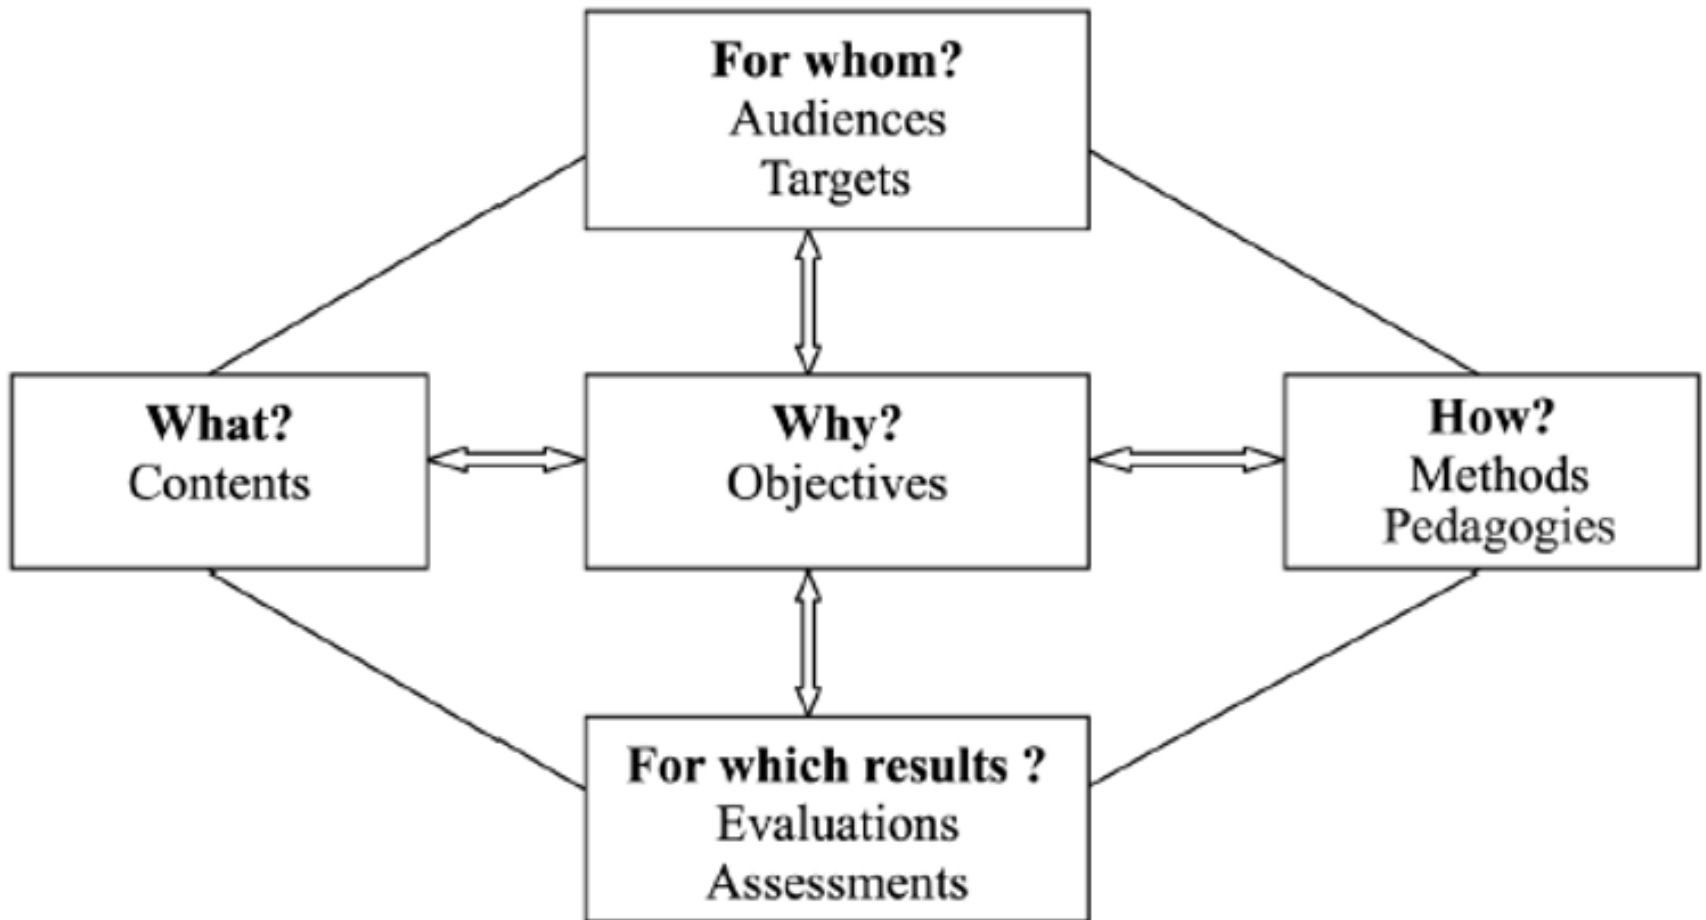 For whom?
Audiences
Targets
What?
Contents
Why?
Objectives
How?
Methods
Pedagogies
For which results ?
Evaluations
Assessments